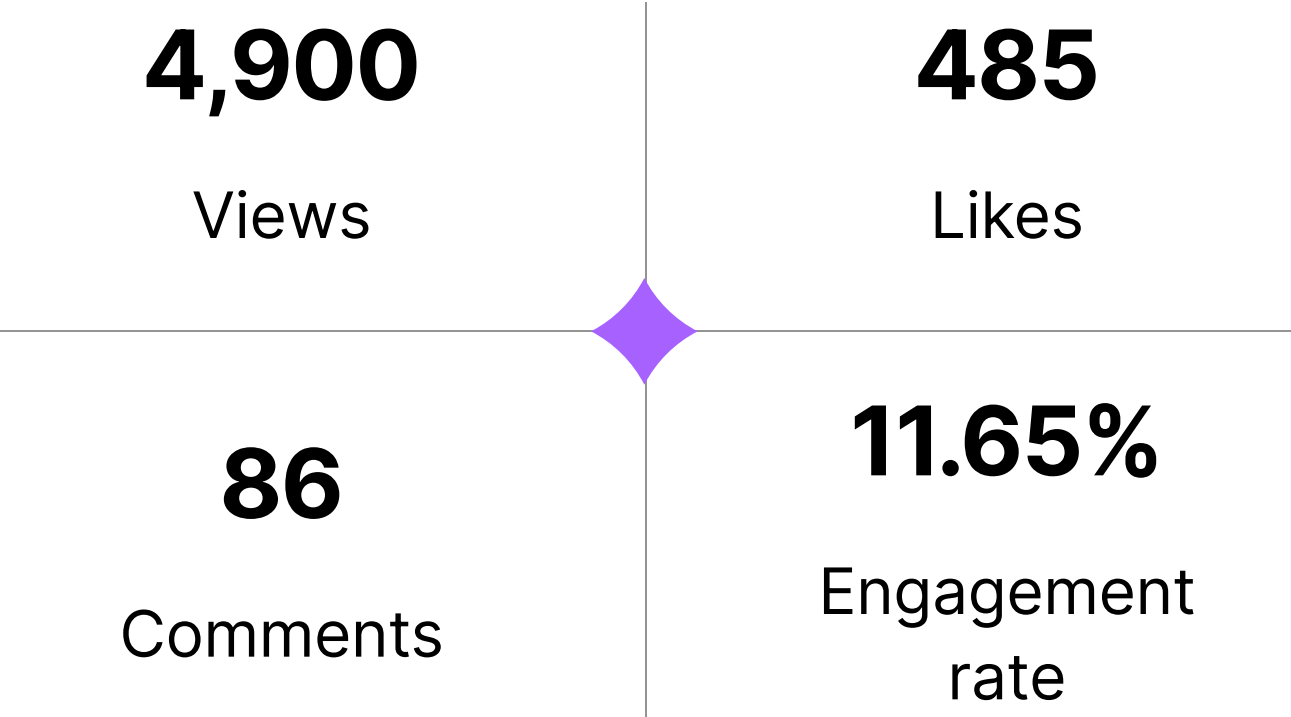 4,900
Views
485
Likes
86
Comments
11.65%
Engagement
rate